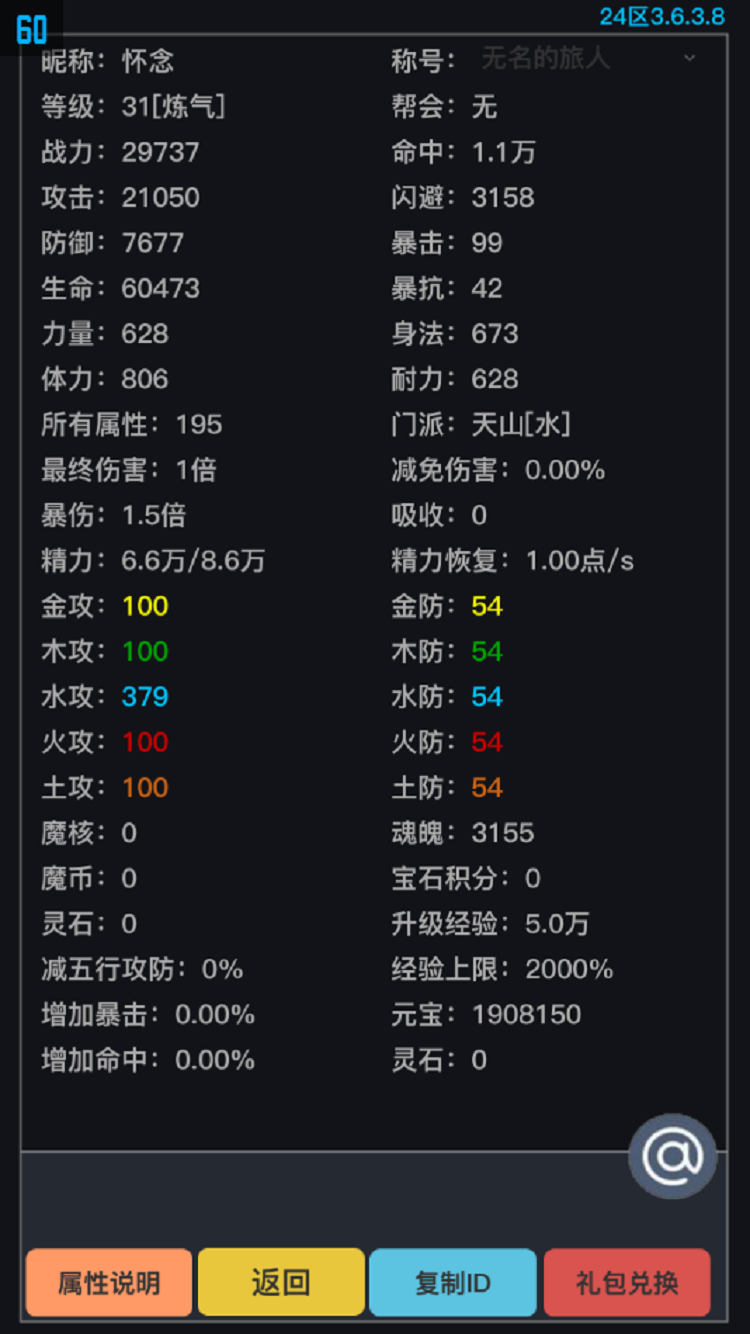 60
24区3.6.3.8
昵称：怀念 称号：无名的旅人
等级：31[炼气] 帮会：无
战力：29737 命中：1.1万
攻击：21050 闪避：3158
防御：7677 暴击：99
生命：60473 暴抗：42
力量：628 身法：673
体力：806 耐力：628
所有属性：195 门派：天山[水]
最终伤害：1倍 减免伤害：0.00%
暴伤：1.5倍 吸收：0
精力：6.6万/8.6万 精力恢复：1.00点/s
金攻：100 金防：54
木攻：100 木防：54
水攻：379 水防：54
火攻：100 火防：54
土攻：100 土防：54
魔核：0 魂魄：3155
魔币：0 宝石积分：0
灵石：0 升级经验：5.0万
减五行攻防：0% 经验上限：2000%
增加暴击：0.00% 元宝：1908150
增加命中：0.00% 灵石：0
@
属性说明 返回 复制ID 礼包兑换